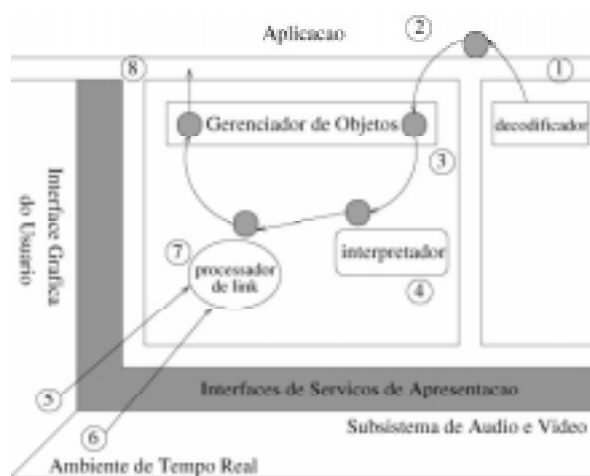 Aplicacao
2
8
1
Gerenciador de Objetos
decodificador
3
Interface Grafica
do Usuario
7
processador
de link
interpretador
4
5
Interfaces de Servicos de Apresentacao
6
Subsistema de Audio e Video
Ambiente de Tempo Real